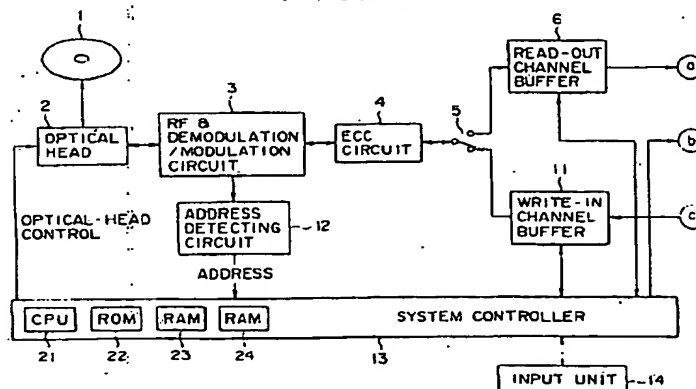 1
2
OPTICAL
HEAD
3
RF &
DEMODULATION
/MODULATION
CIRCUIT
4
ECC
CIRCUIT
5
6
READ-OUT
CHANNEL
BUFFER
a
b
11
WRITE-IN
CHANNEL
BUFFER
c
OPTICAL-HEAD
CONTROL
ADDRESS
DETECTING
CIRCUIT
12
ADDRESS
CPU
ROM
RAM
RAM
SYSTEM CONTROLLER
21
22
23
24
13
INPUT UNIT
14